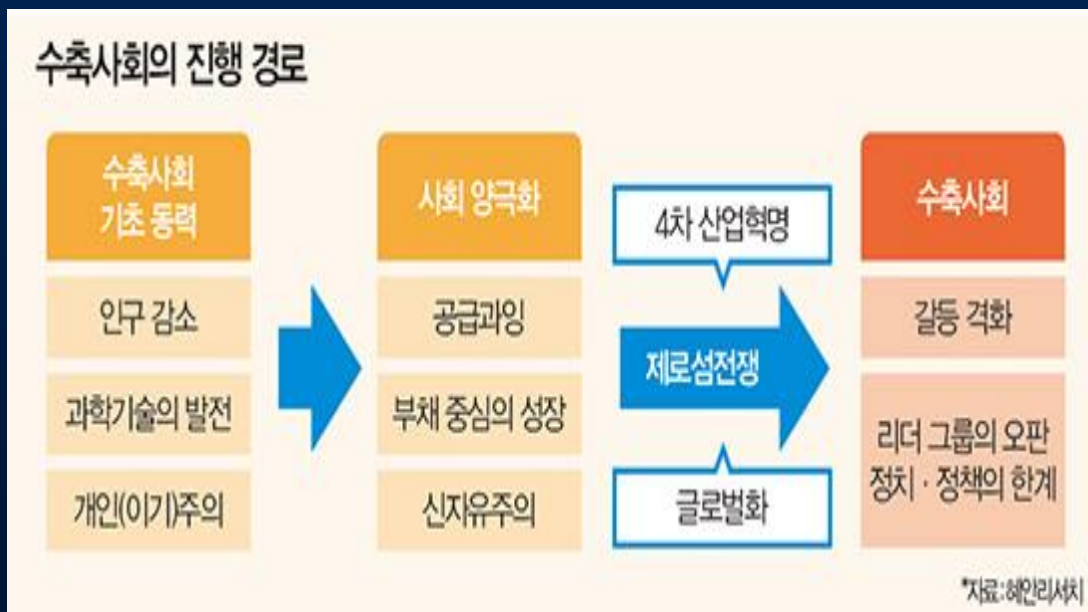 수축사회의 진행 경로
수축사회
기초 동력
인구 감소
과학기술의 발전
개인(이기)주의
사회 양극화
공급과잉
부채 중심의 성장
신자유주의
4차 산업혁명
제로섬전쟁
글로벌화
수축사회
갈등 격화
리더 그룹의 오판
정치·정책의 한계
*자료:혜안리서치